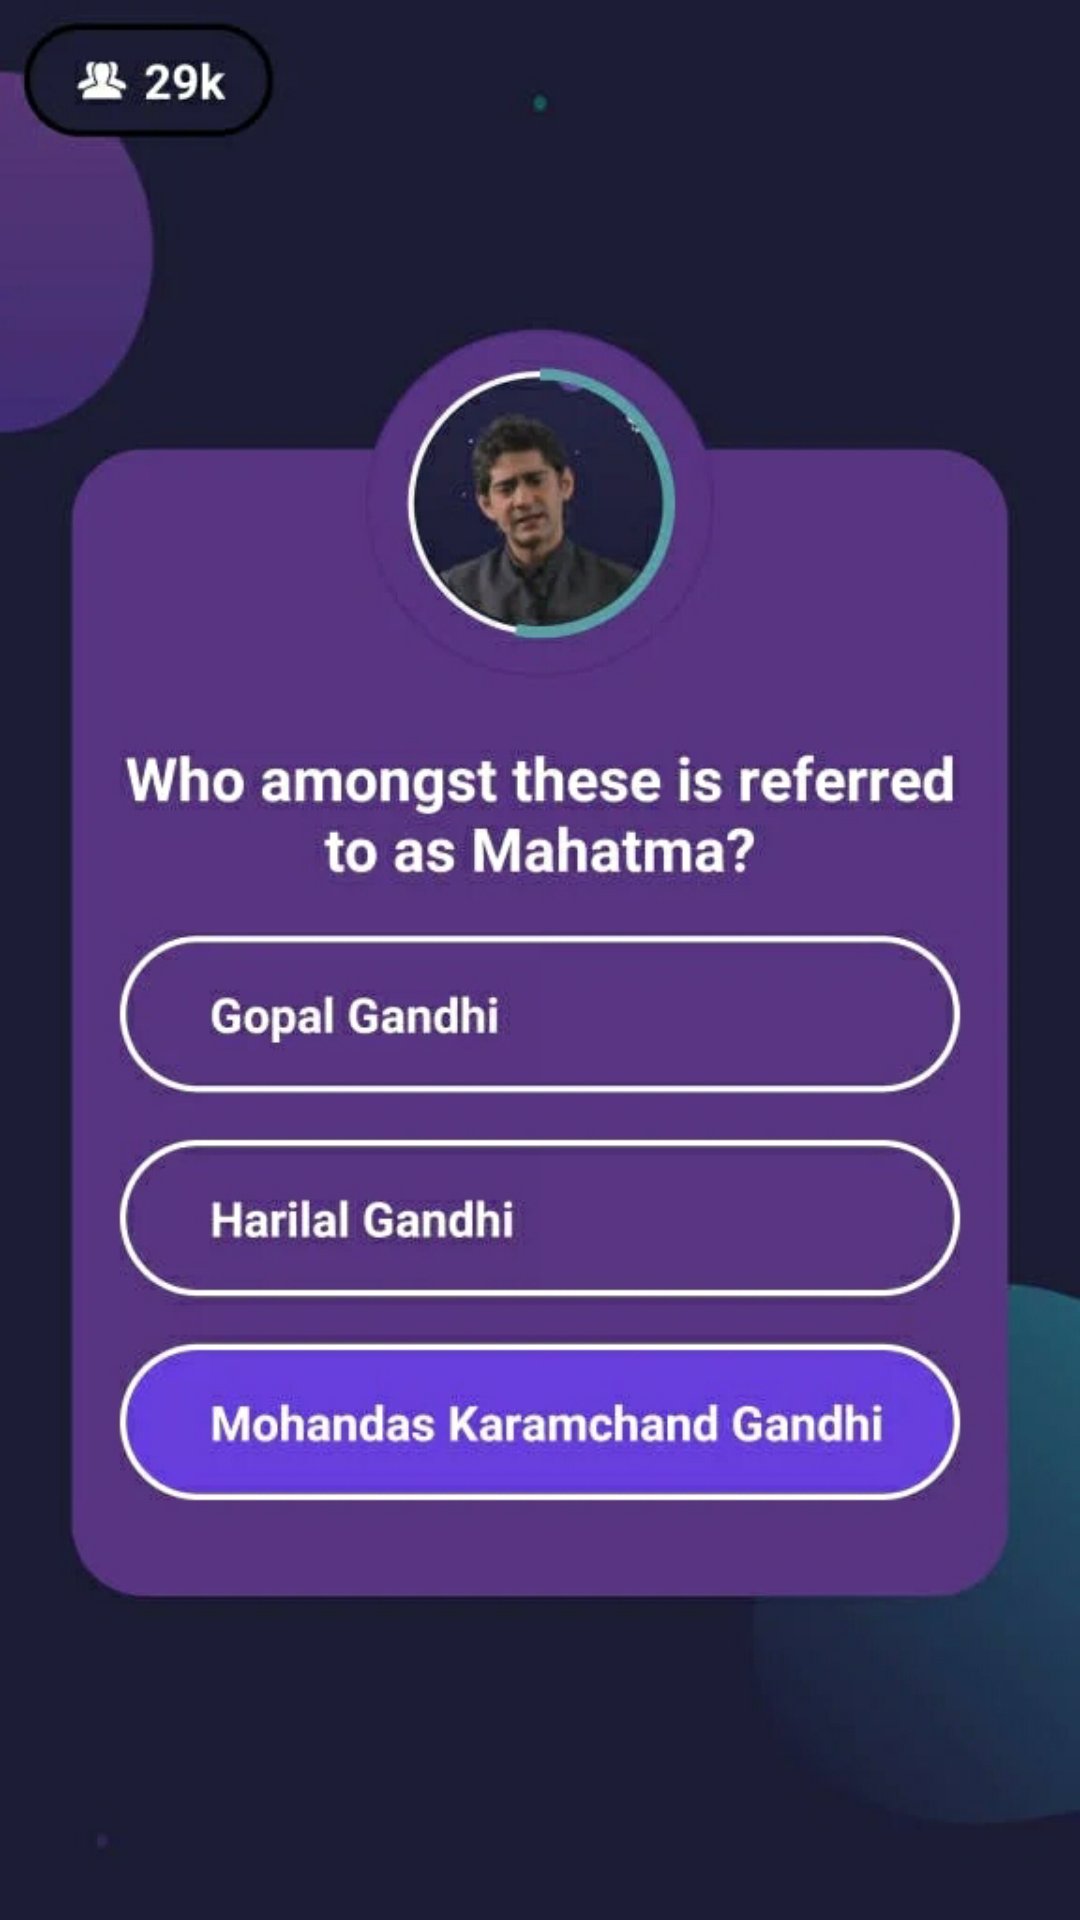 29k
Who amongst these is referred
to as Mahatma?
Gopal Gandhi
Harilal Gandhi
Mohandas Karamchand Gandhi